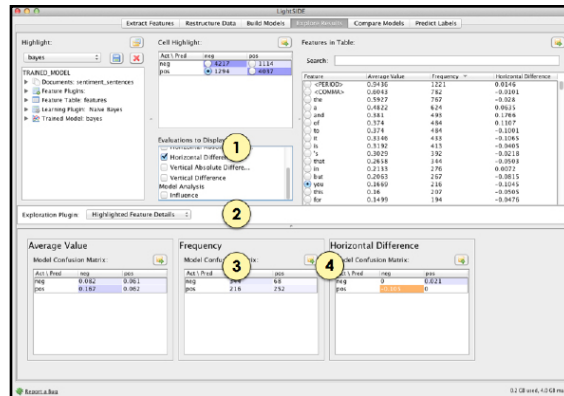 LightSIDE
Extract Features Restructure Data Build Models Explore Results Compare Models Predict Labels
Highlight:
bayes
TRAINED_MODEL
Documents: sentiment_sentences
Feature Plugins:
Feature Table: features
Learning Plugin: Naive Bayes
Trained Model: bayes
Cell Highlight:
Act \ Pred neg pos
neg 4217 1114
pos 1294 4037
Evaluations to Display:
Horizontal Differe
Vertical Absolute Differe...
Vertical Difference
Model Analysis
Influence
1
2
Features in Table:
Search:
Feature Average Value Frequency Horizontal Difference
<PERIOD> 0.9436 1221 0.0146
<COMMA> 0.6043 782 -0.0101
the 0.5927 767 -0.028
a 0.4822 624 0.0635
and 0.381 493 0.1766
of 0.374 484 0.1107
to 0.374 484 -0.1001
it 0.3346 433 -0.1065
is 0.3192 413 -0.0405
's 0.3029 392 -0.0218
that 0.2658 344 -0.0503
in 0.2133 276 0.0072
but 0.2063 267 -0.0815
you 0.1669 216 -0.1045
this 0.16 207 -0.0505
for 0.1499 194 -0.0476
Exploration Plugin: Highlighted Feature Details
Average Value
Model Confusion Matrix:
Act \ Pred neg pos
neg 0.082 0.061
pos 0.167 0.062
Frequency
Model Confusion Matrix:
Act \ Pred neg pos
neg 68
pos 216 252
3
Horizontal Difference
Model Confusion Matrix:
Act \ Pred neg pos
neg 0 0.021
pos 0
4
Report a Bug